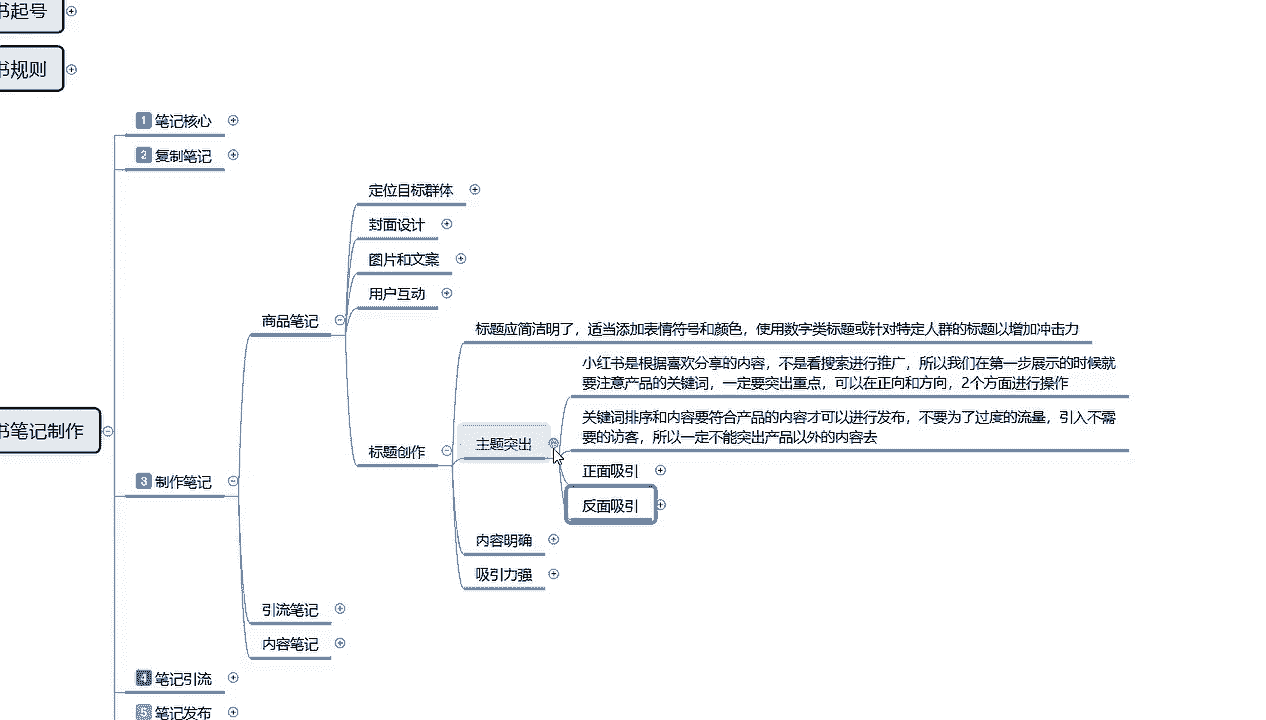 书起号
书规则
1 笔记核心
2 复制笔记
定位目标群体
封面设计
图片和文案
用户互动
商品笔记
标题应简洁明了，适当添加表情符号和颜色，使用数字类标题或针对特定人群的标题以增加冲击力
小红书是根据喜欢分享的内容，不是看搜索进行推广，所以我们在第一步展示的时候就
要注意产品的关键词，一定要突出重点，可以在正向和方向，2个方面进行操作
关键词排序和内容要符合产品的内容才可以进行发布，不要为了过度的流量，引入不需
要的访客，所以一定不能突出产品以外的内容去
书笔记制作
主题突出
标题创作
正面吸引
3 制作笔记
反面吸引
内容明确
吸引力强
引流笔记
内容笔记
4 笔记引流
5 笔记发布